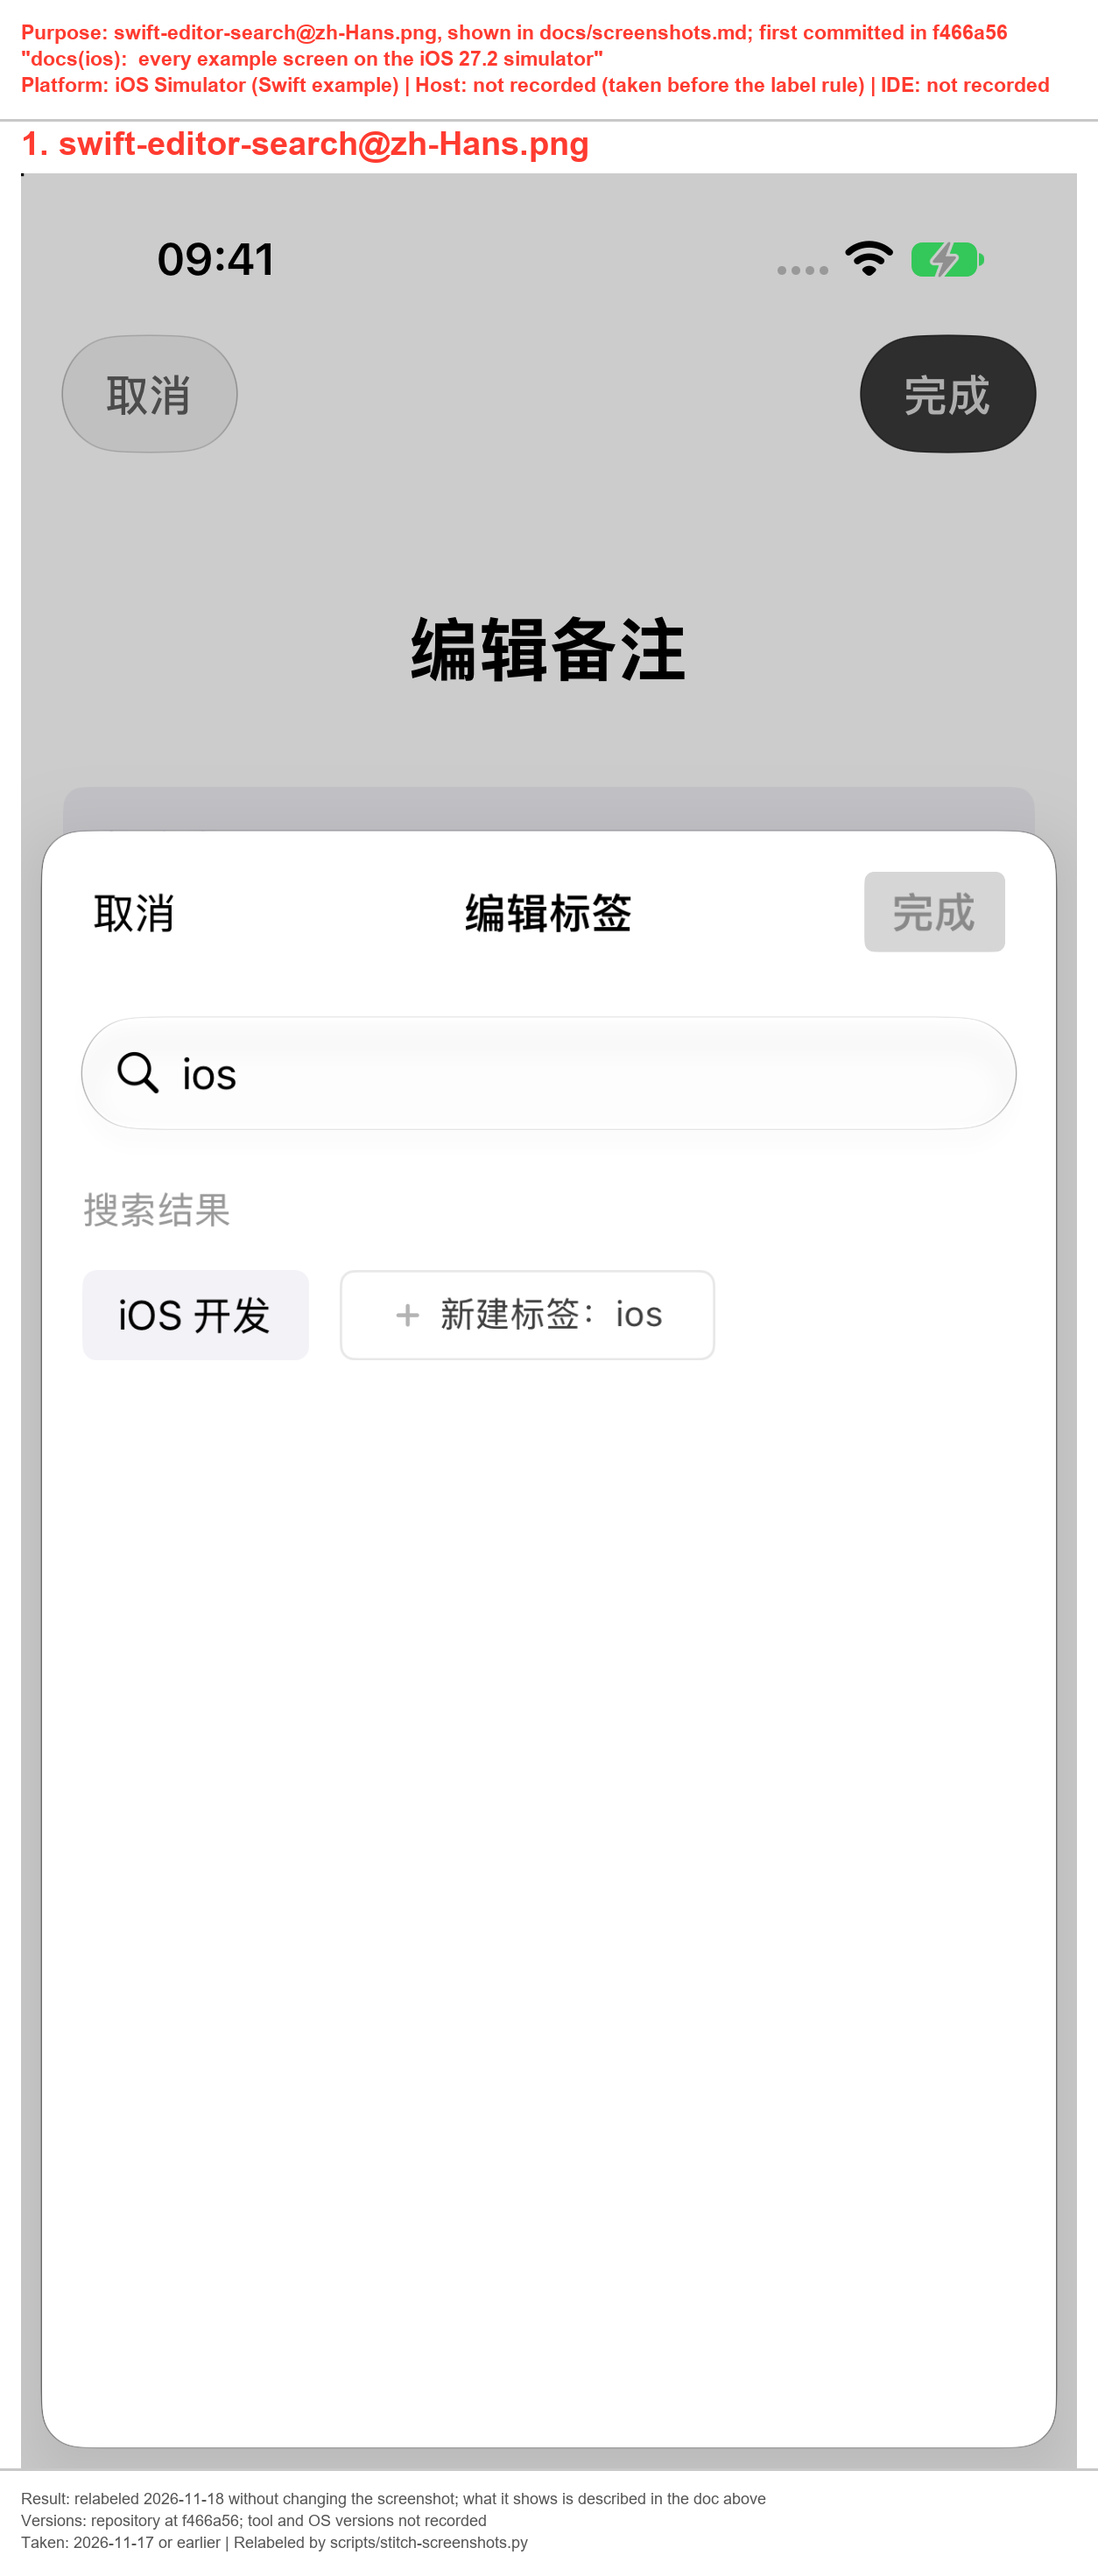 Purpose: swift-editor-search@zh-Hans.png, shown in docs/screenshots.md; first committed in f466a56
"docs(ios):  every example screen on the iOS 27.2 simulator"
Platform: iOS Simulator (Swift example) | Host: not recorded (taken before the label rule) | IDE: not recorded
1. swift-editor-search@zh-Hans.png
09:41
取消
完成
编辑备注
取消
编辑标签
完成
ios
搜索结果
iOS 开发
+ 新建标签：ios
Result: relabeled 2026-11-18 without changing the screenshot; what it shows is described in the doc above
Versions: repository at f466a56; tool and OS versions not recorded
Taken: 2026-11-17 or earlier | Relabeled by scripts/stitch-screenshots.py